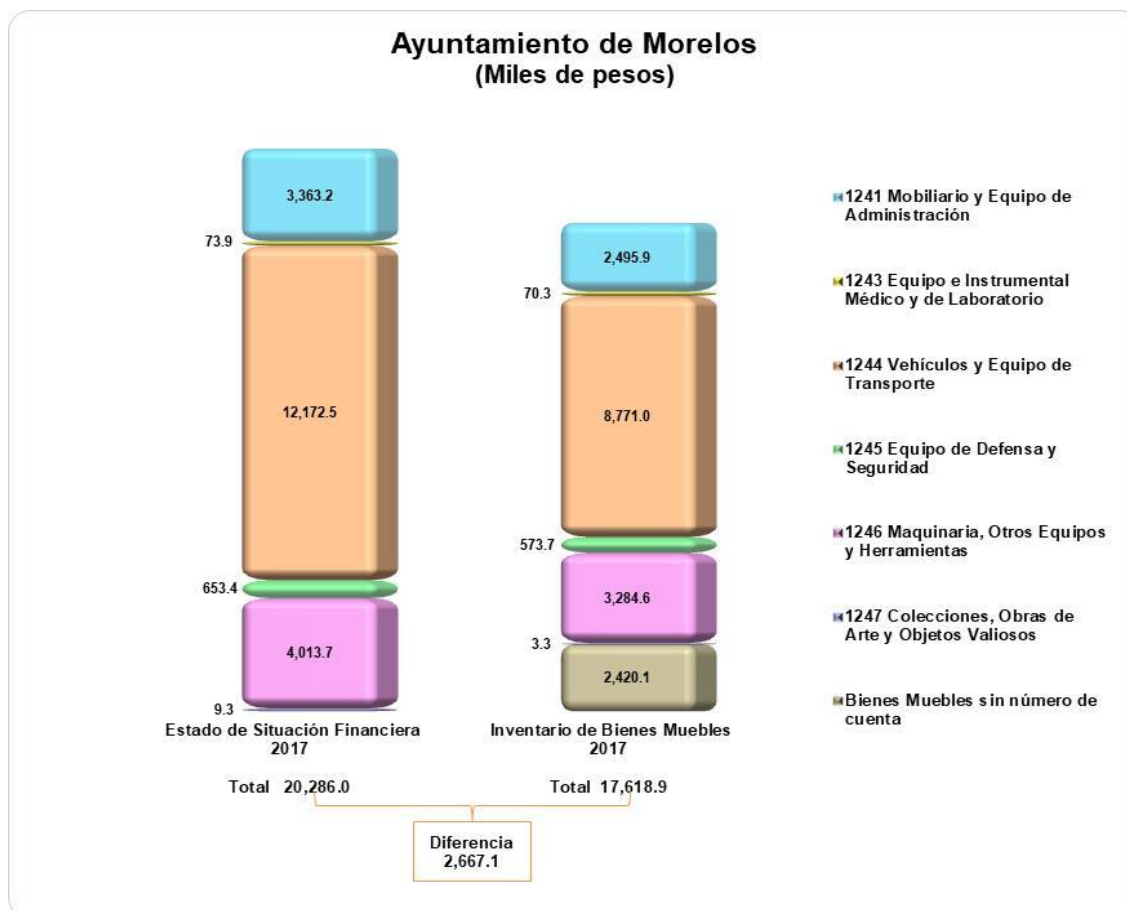 Ayuntamiento de Morelos
(Miles de pesos)
3,363.2
73.9
12,172.5
653.4
4,013.7
9.3
Estado de Situación Financiera
2017
Total 20,286.0
2,495.9
70.3
8,771.0
573.7
3,284.6
3.3
2,420.1
Inventario de Bienes Muebles
2017
Total 17,618.9
Diferencia
2,667.1
1241 Mobiliario y Equipo de
Administración
1243 Equipo e Instrumental
Médico y de Laboratorio
1244 Vehículos y Equipo de
Transporte
1245 Equipo de Defensa y
Seguridad
1246 Maquinaria, Otros Equipos
y Herramientas
1247 Colecciones, Obras de
Arte y Objetos Valiosos
Bienes Muebles sin número de
cuenta